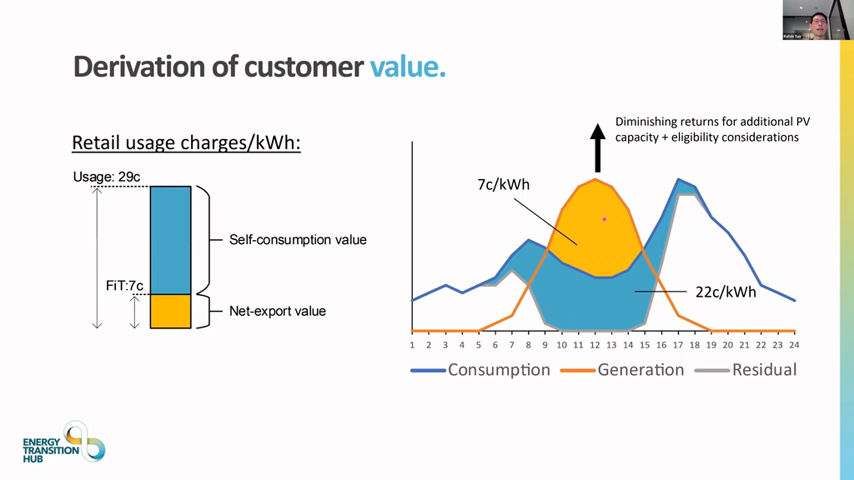 Derivation of customer value.
Retail usage charges/kWh:
Usage: 29c
FiT:7c
Self-consumption value
Net-export value
Diminishing returns for additional PV
capacity + eligibility considerations
7c/kWh
22c/kWh
1 2 3 4 5 6 7 8 9 10 11 12 13 14 15 16 17 18 19 20 21 22 23 24
Consumption Generation Residual
ENERGY
TRANSITION
HUB